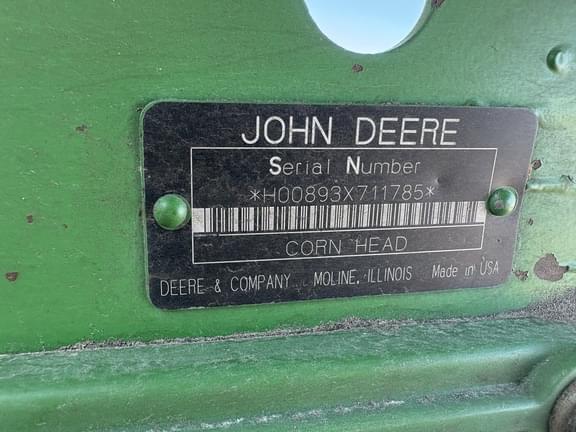 JOHN DEERE
Serial Number
*H00893X711785*
CORN HEAD
DEERE & COMPANY MOLINE, ILLINOIS Made in USA